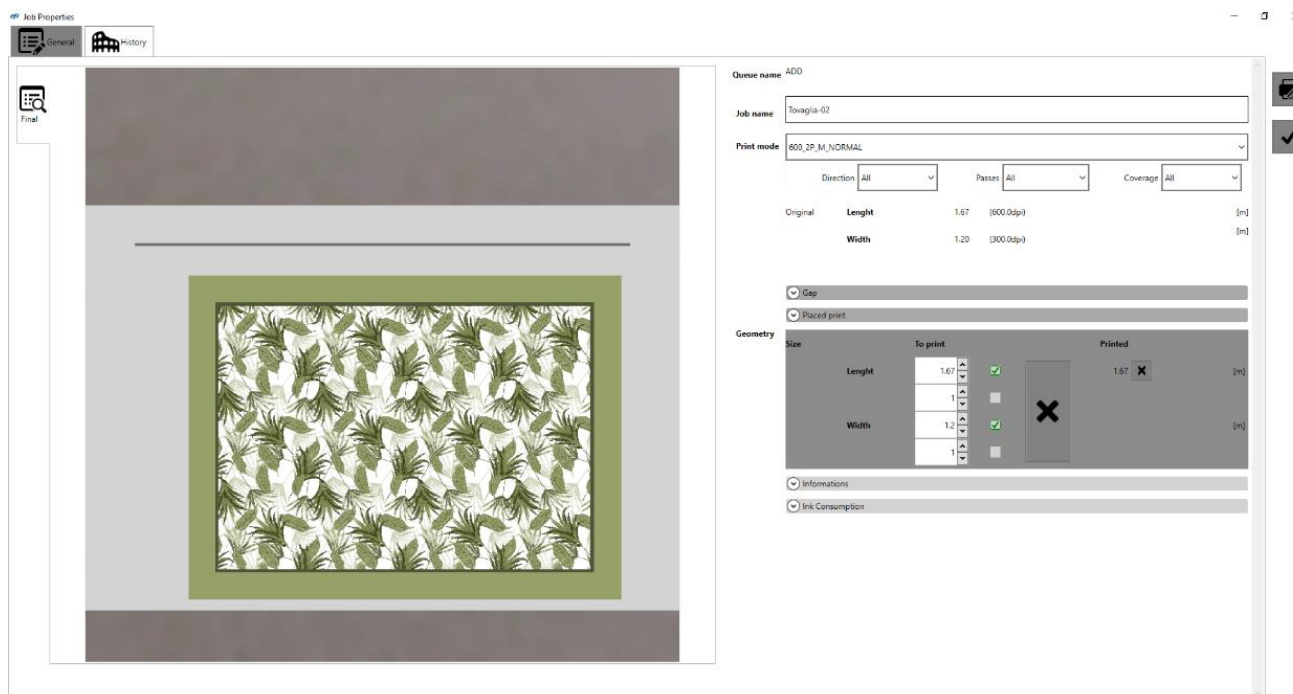 Job Properties
General
History
Final
Queue name ADD
Job name Tovaglia-02
Print mode 600_2P_M_NORMAL
Direction All Passes All Coverage All
Original Lenght 1.67 (600.0dpi) [m]
Width 1.20 (300.0dpi) [m]
Gap
Placed print
Geometry
Size To print Printed
Lenght 1.67 1.67 [m]
1
Width 1.2 [m]
1
Informations
Ink Consumption